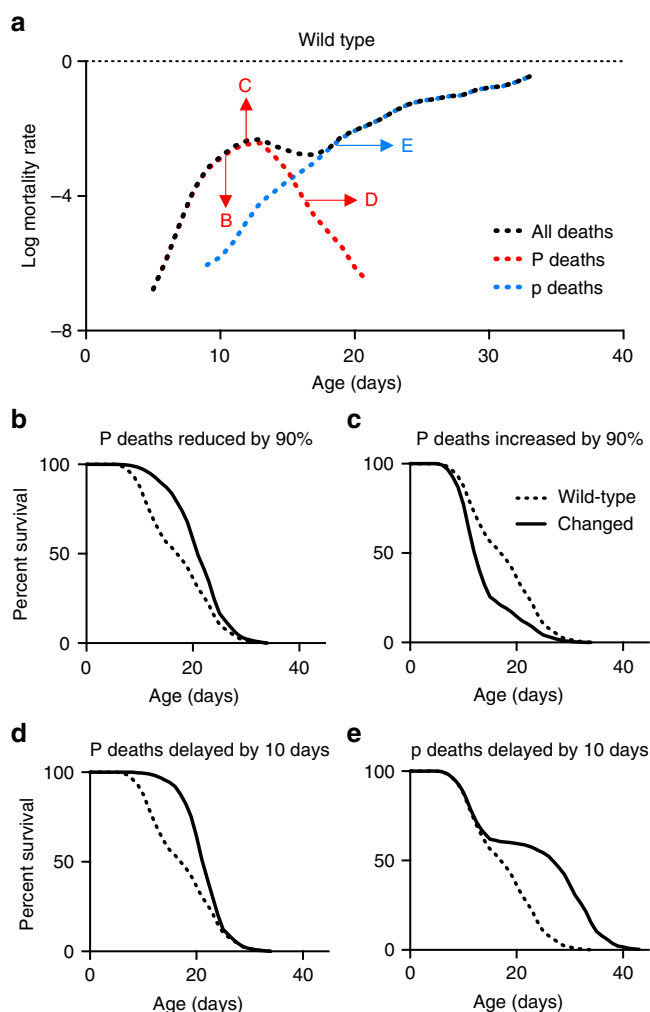 a
Wild type
0
−4
−8
Log mortality rate
C
B
D
E
All deaths
P deaths
p deaths
0
10
20
30
40
Age (days)
b
P deaths reduced by 90%
100
50
0
Percent survival
0
20
40
Age (days)
c
P deaths increased by 90%
100
50
0
Wild-type
Changed
0
20
40
Age (days)
d
P deaths delayed by 10 days
100
50
0
Percent survival
0
20
40
Age (days)
e
p deaths delayed by 10 days
100
50
0
0
20
40
Age (days)